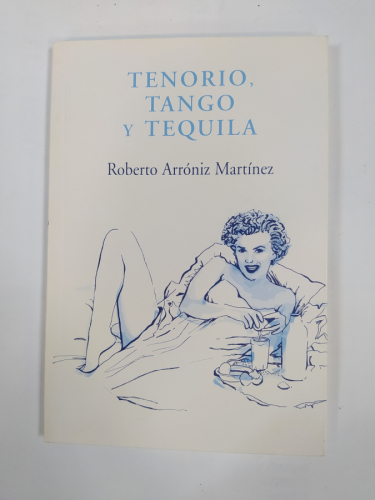 TENORIO,
TANGO
Y TEQUILA
Roberto Arróniz Martínez